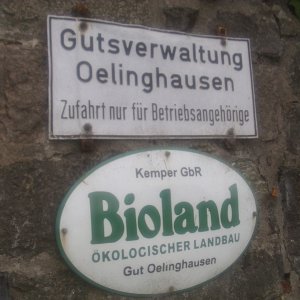 Gutsverwaltung
Oelinghausen
Zufahrt nur für Betriebsangehörige
Kemper GbR
Bioland
ÖKOLOGISCHER LANDBAU
Gut Oelinghausen